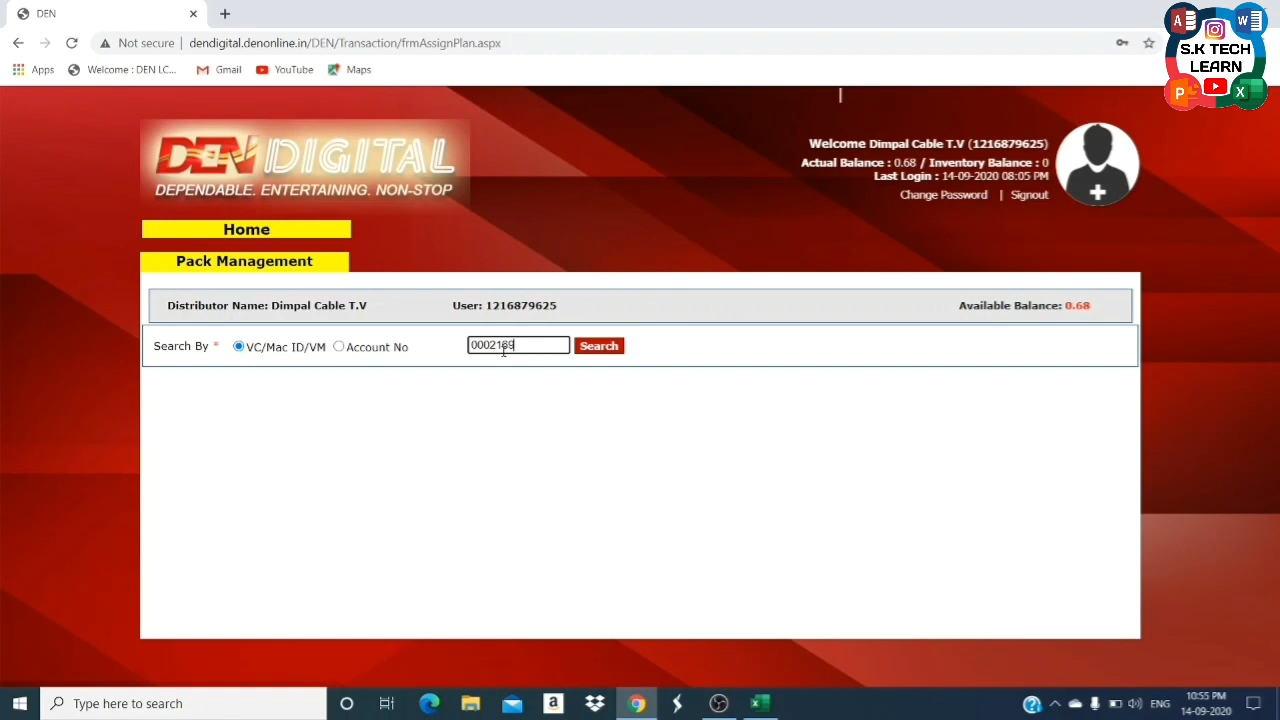 DEN
Not secure | dendigital.denonline.in/DEN/Transaction/frmAssignPlan.aspx
Apps Welcome : DEN LC... Gmail YouTube Maps
S.K TECH
LEARN
DEN DIGITAL
DEPENDABLE. ENTERTAINING. NON-STOP
Welcome Dimpal Cable T.V (1216879625)
Actual Balance : 0.68 / Inventory Balance : 0
Last Login : 14-09-2020 08:05 PM
Change Password | Signout
Home
Pack Management
Distributor Name: Dimpal Cable T.V User: 1216879625 Available Balance: 0.68
Search By * VC/Mac ID/VM Account No 0002189 Search
Type here to search
ENG
10:55 PM
14-09-2020